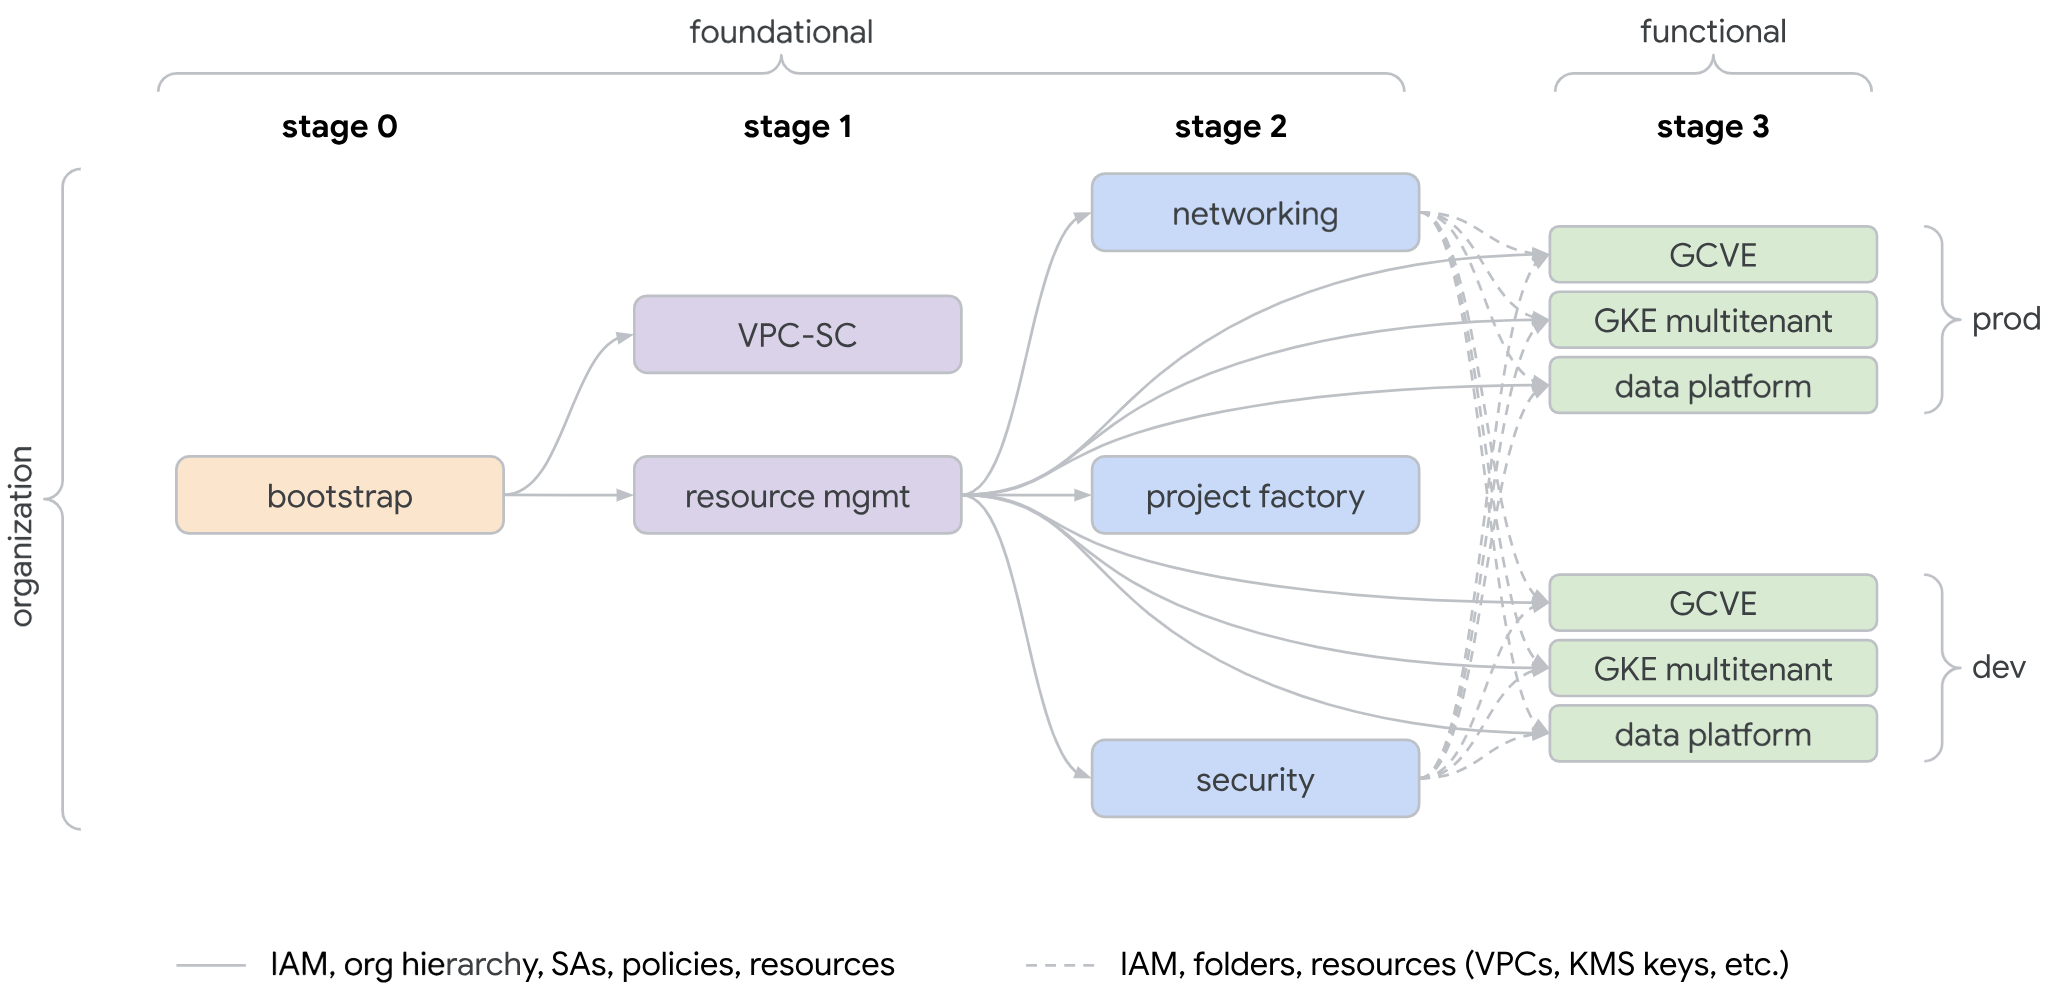 foundational
functional
stage 0
stage 1
stage 2
stage 3
organization
bootstrap
VPC-SC
resource mgmt
networking
project factory
security
GCVE
GKE multitenant
data platform
prod
GCVE
GKE multitenant
data platform
dev
IAM, org hierarchy, SAs, policies, resources
IAM, folders, resources (VPCs, KMS keys, etc.)